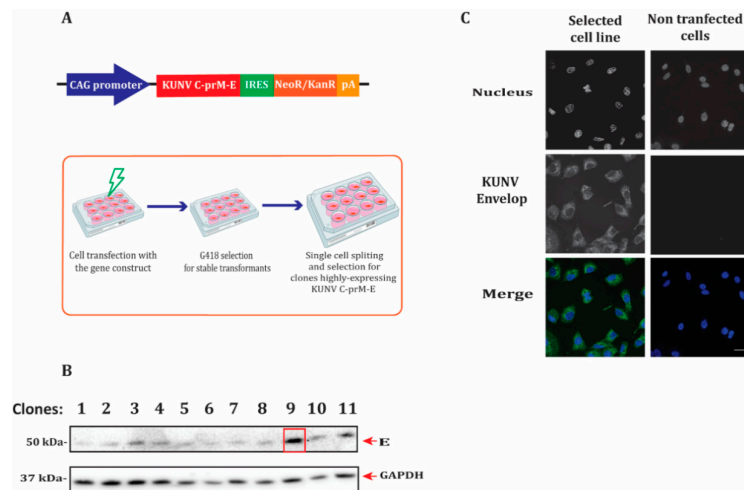 A
CAG promoter
KUNV C-prM-E
IRES
NeoR/KanR
pA
Cell transfection with
the gene construct
G418 selection
for stable transformants
Single cell spliting
and selection for
clones highly-expressing
KUNV C-prM-E
B
Clones: 1 2 3 4 5 6 7 8 9 10 11
50 kDa-
E
37 kDa-
GAPDH
C
Selected
cell line
Non tranfected
cells
Nucleus
KUNV
Envelop
Merge